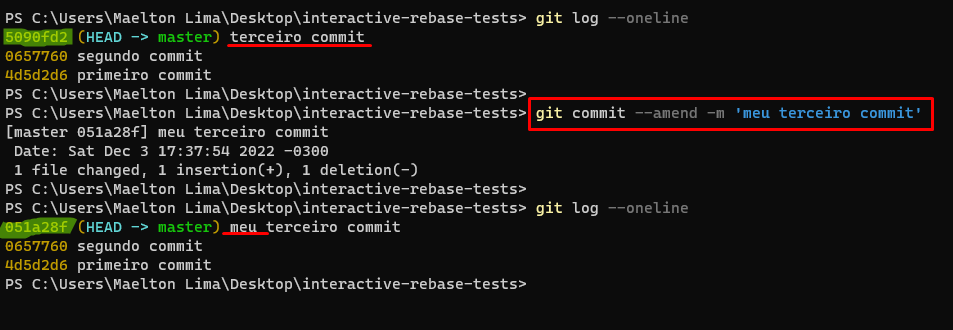 PS C:\Users\Maelton Lima\Desktop\interactive-rebase-tests> git log --oneline
5090fd2 (HEAD -> master) terceiro commit
0657760 segundo commit
4d5d2d6 primeiro commit
PS C:\Users\Maelton Lima\Desktop\interactive-rebase-tests>
PS C:\Users\Maelton Lima\Desktop\interactive-rebase-tests> git commit --amend -m 'meu terceiro commit'
[master 051a28f] meu terceiro commit
 Date: Sat Dec 3 17:37:54 2022 -0300
 1 file changed, 1 insertion(+), 1 deletion(-)
PS C:\Users\Maelton Lima\Desktop\interactive-rebase-tests>
PS C:\Users\Maelton Lima\Desktop\interactive-rebase-tests> git log --oneline
051a28f (HEAD -> master) meu terceiro commit
0657760 segundo commit
4d5d2d6 primeiro commit
PS C:\Users\Maelton Lima\Desktop\interactive-rebase-tests>